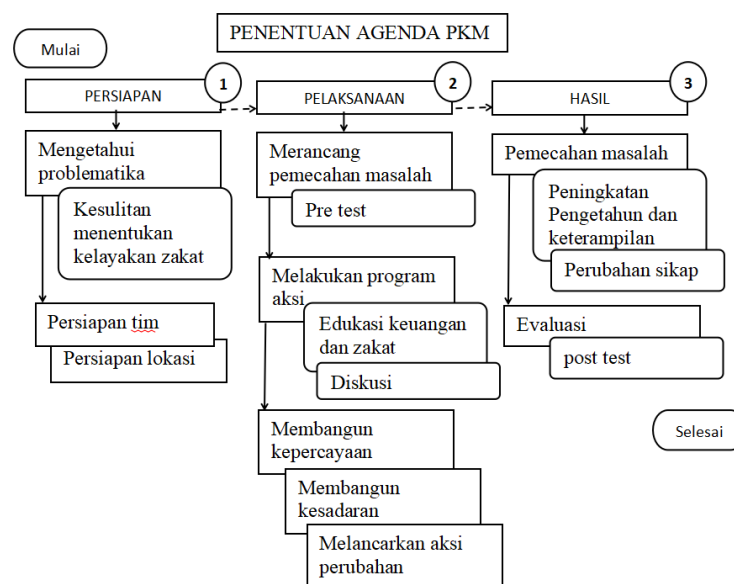 PENENTUAN AGENDA PKM
Mulai
1
PERSIAPAN
Mengetahui
problematika
Kesulitan
menentukan
kelayakan zakat
Persiapan tim
Persiapan lokasi
2
PELAKSANAAN
Merancang
pemecahan masalah
Pre test
Melakukan program
aksi
Edukasi keuangan
dan zakat
Diskusi
Membangun
kepercayaan
Membangun
kesadaran
Melancarkan aksi
perubahan
3
HASIL
Pemecahan masalah
Peningkatan
Pengetahun dan
keterampilan
Perubahan sikap
Evaluasi
post test
Selesai